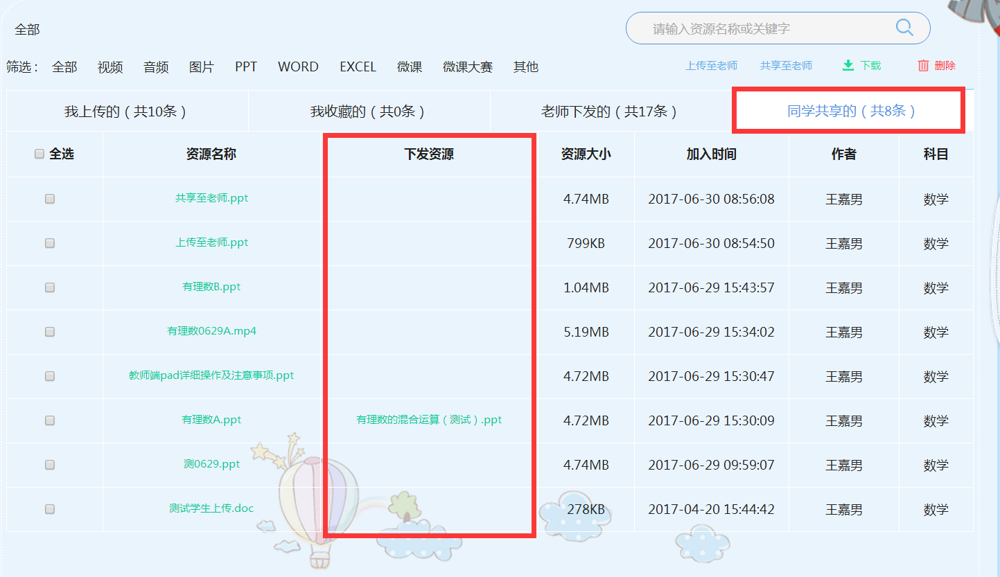 全部
请输入资源名称或关键字
筛选： 全部 视频 音频 图片 PPT WORD EXCEL 微课 微课大赛 其他 上传至老师 共享至老师 下载 删除
我上传的（共10条） 我收藏的（共0条） 老师下发的（共17条） 同学共享的（共8条）
全选 资源名称 下发资源 资源大小 加入时间 作者 科目
共享至老师.ppt 4.74MB 2017-06-30 08:56:08 王嘉男 数学
上传至老师.ppt 799KB 2017-06-30 08:54:50 王嘉男 数学
有理数B.ppt 1.04MB 2017-06-29 15:43:57 王嘉男 数学
有理数0629A.mp4 5.19MB 2017-06-29 15:34:02 王嘉男 数学
教师端pad详细操作及注意事项.ppt 4.72MB 2017-06-29 15:30:47 王嘉男 数学
有理数A.ppt 有理数的混合运算（测试）.ppt 4.72MB 2017-06-29 15:30:09 王嘉男 数学
测0629.ppt 4.74MB 2017-06-29 09:59:07 王嘉男 数学
测试学生上传.doc 278KB 2017-04-20 15:44:42 王嘉男 数学